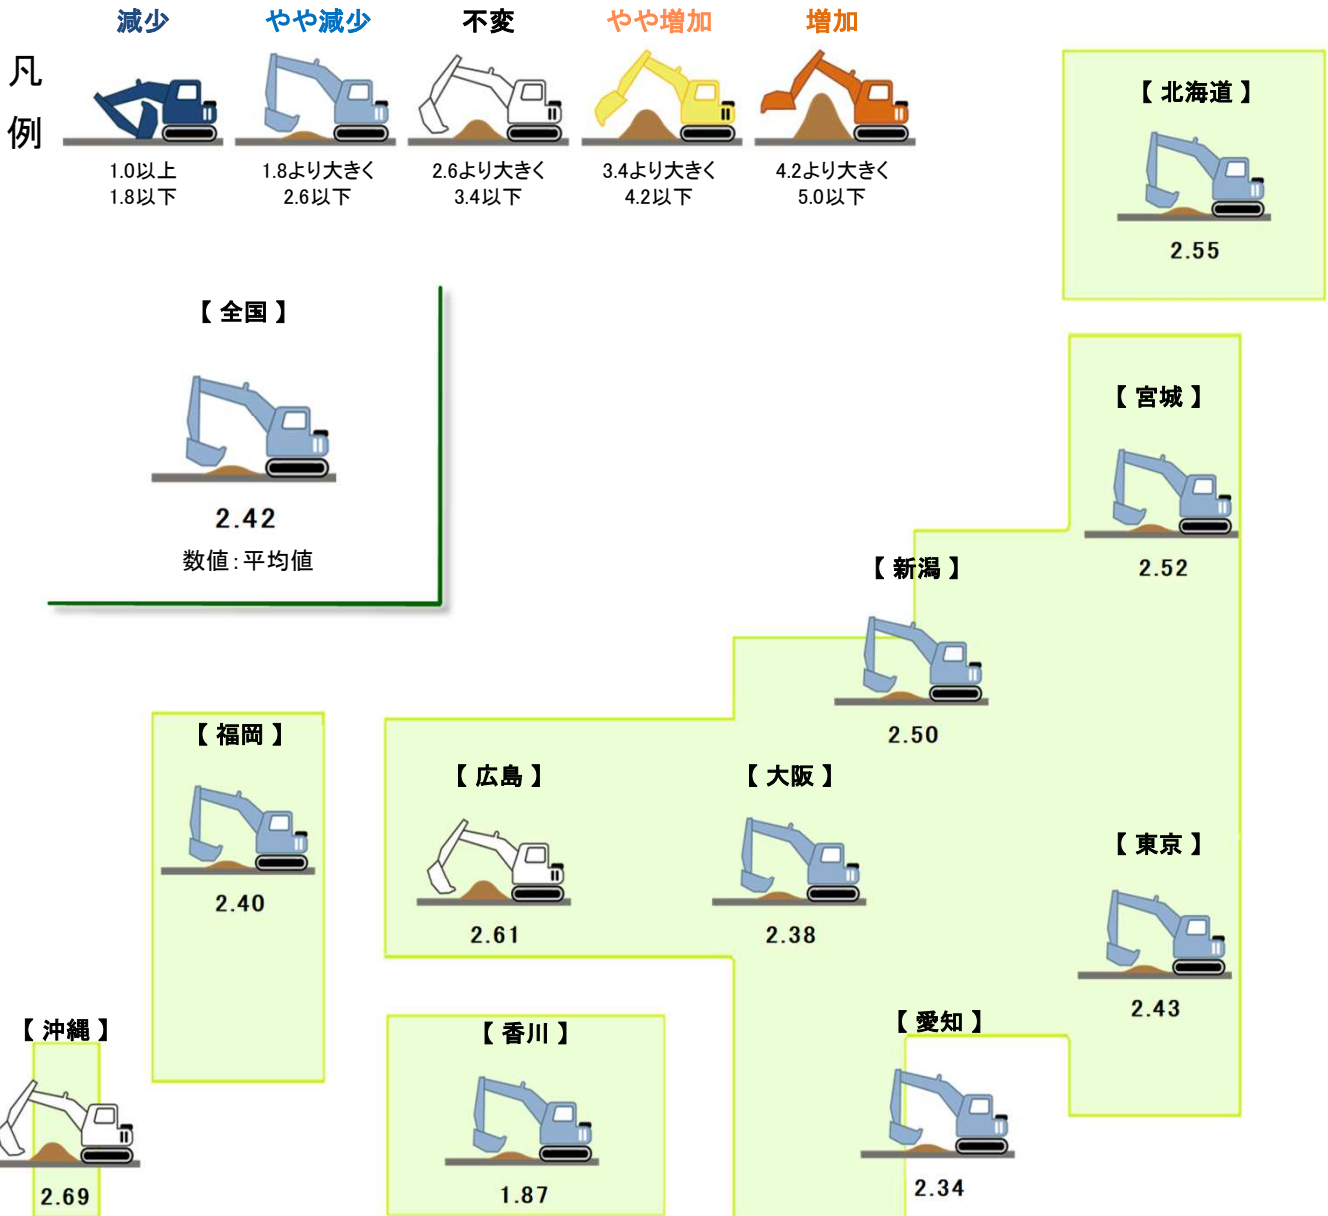 減少 やや減少 不変 やや増加 増加
凡例
1.0以上 1.8より大きく 2.6より大きく 3.4より大きく 4.2より大きく
1.8以下 2.6以下 3.4以下 4.2以下 5.0以下
【 北海道 】
2.55
【 全国 】
2.42
数値:平均値
【 宮城 】
2.52
【 新潟 】
2.50
【 福岡 】
2.40
【 広島 】
2.61
【 大阪 】
2.38
【 東京 】
2.43
【 沖縄 】
2.69
【 香川 】
1.87
【 愛知 】
2.34